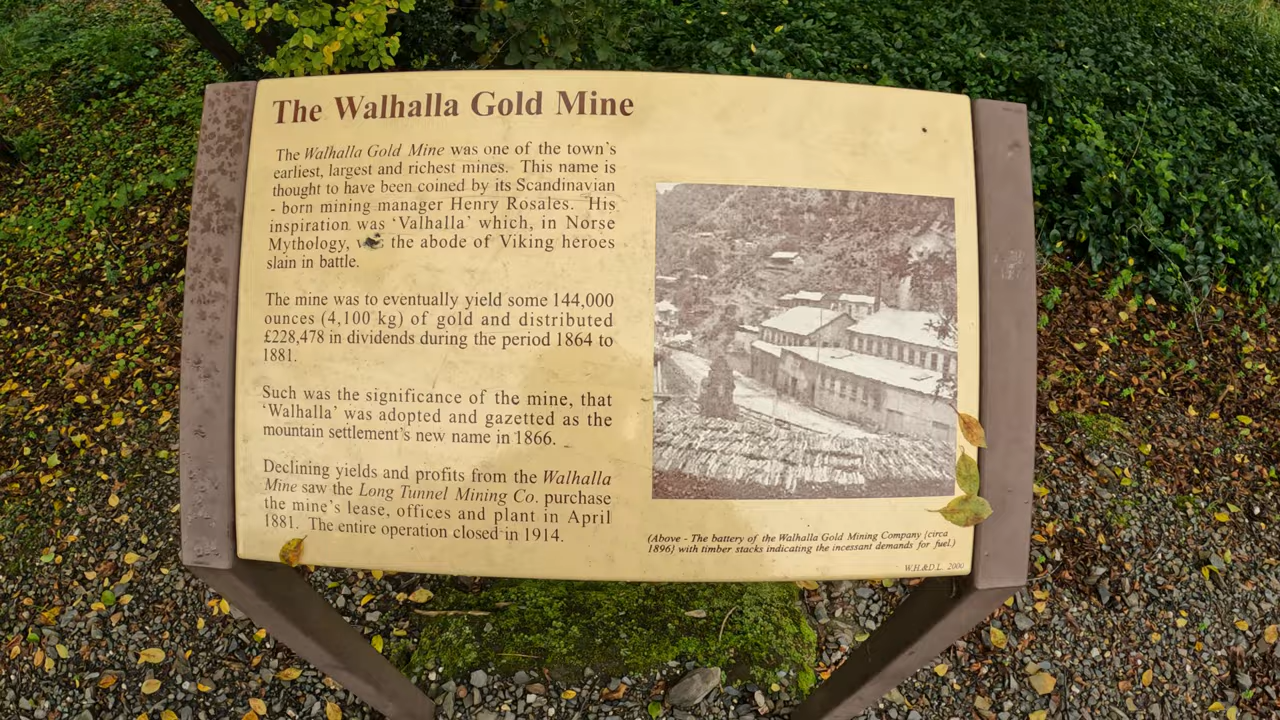 The Walhalla Gold Mine
The Walhalla Gold Mine was one of the town's
earliest, largest and richest mines. This name is
thought to have been coined by its Scandinavian
- born mining manager Henry Rosales. His
inspiration was 'Valhalla' which, in Norse
Mythology, the abode of Viking heroes
slain in battle.
The mine was to eventually yield some 144,000
ounces (4,100 kg) of gold and distributed
£228,478 in dividends during the period 1864 to
1881.
Such was the significance of the mine, that
'Walhalla' was adopted and gazetted as the
mountain settlement's new name in 1866.
Declining yields and profits from the Walhalla
Mine saw the Long Tunnel Mining Co. purchase
the mine's lease, offices and plant in April
1881. The entire operation closed in 1914.
(Above - The battery of the Walhalla Gold Mining Company {circa
1896} with timber stacks indicating the incessant demands for fuel.)
W.H.&D.L. 2000